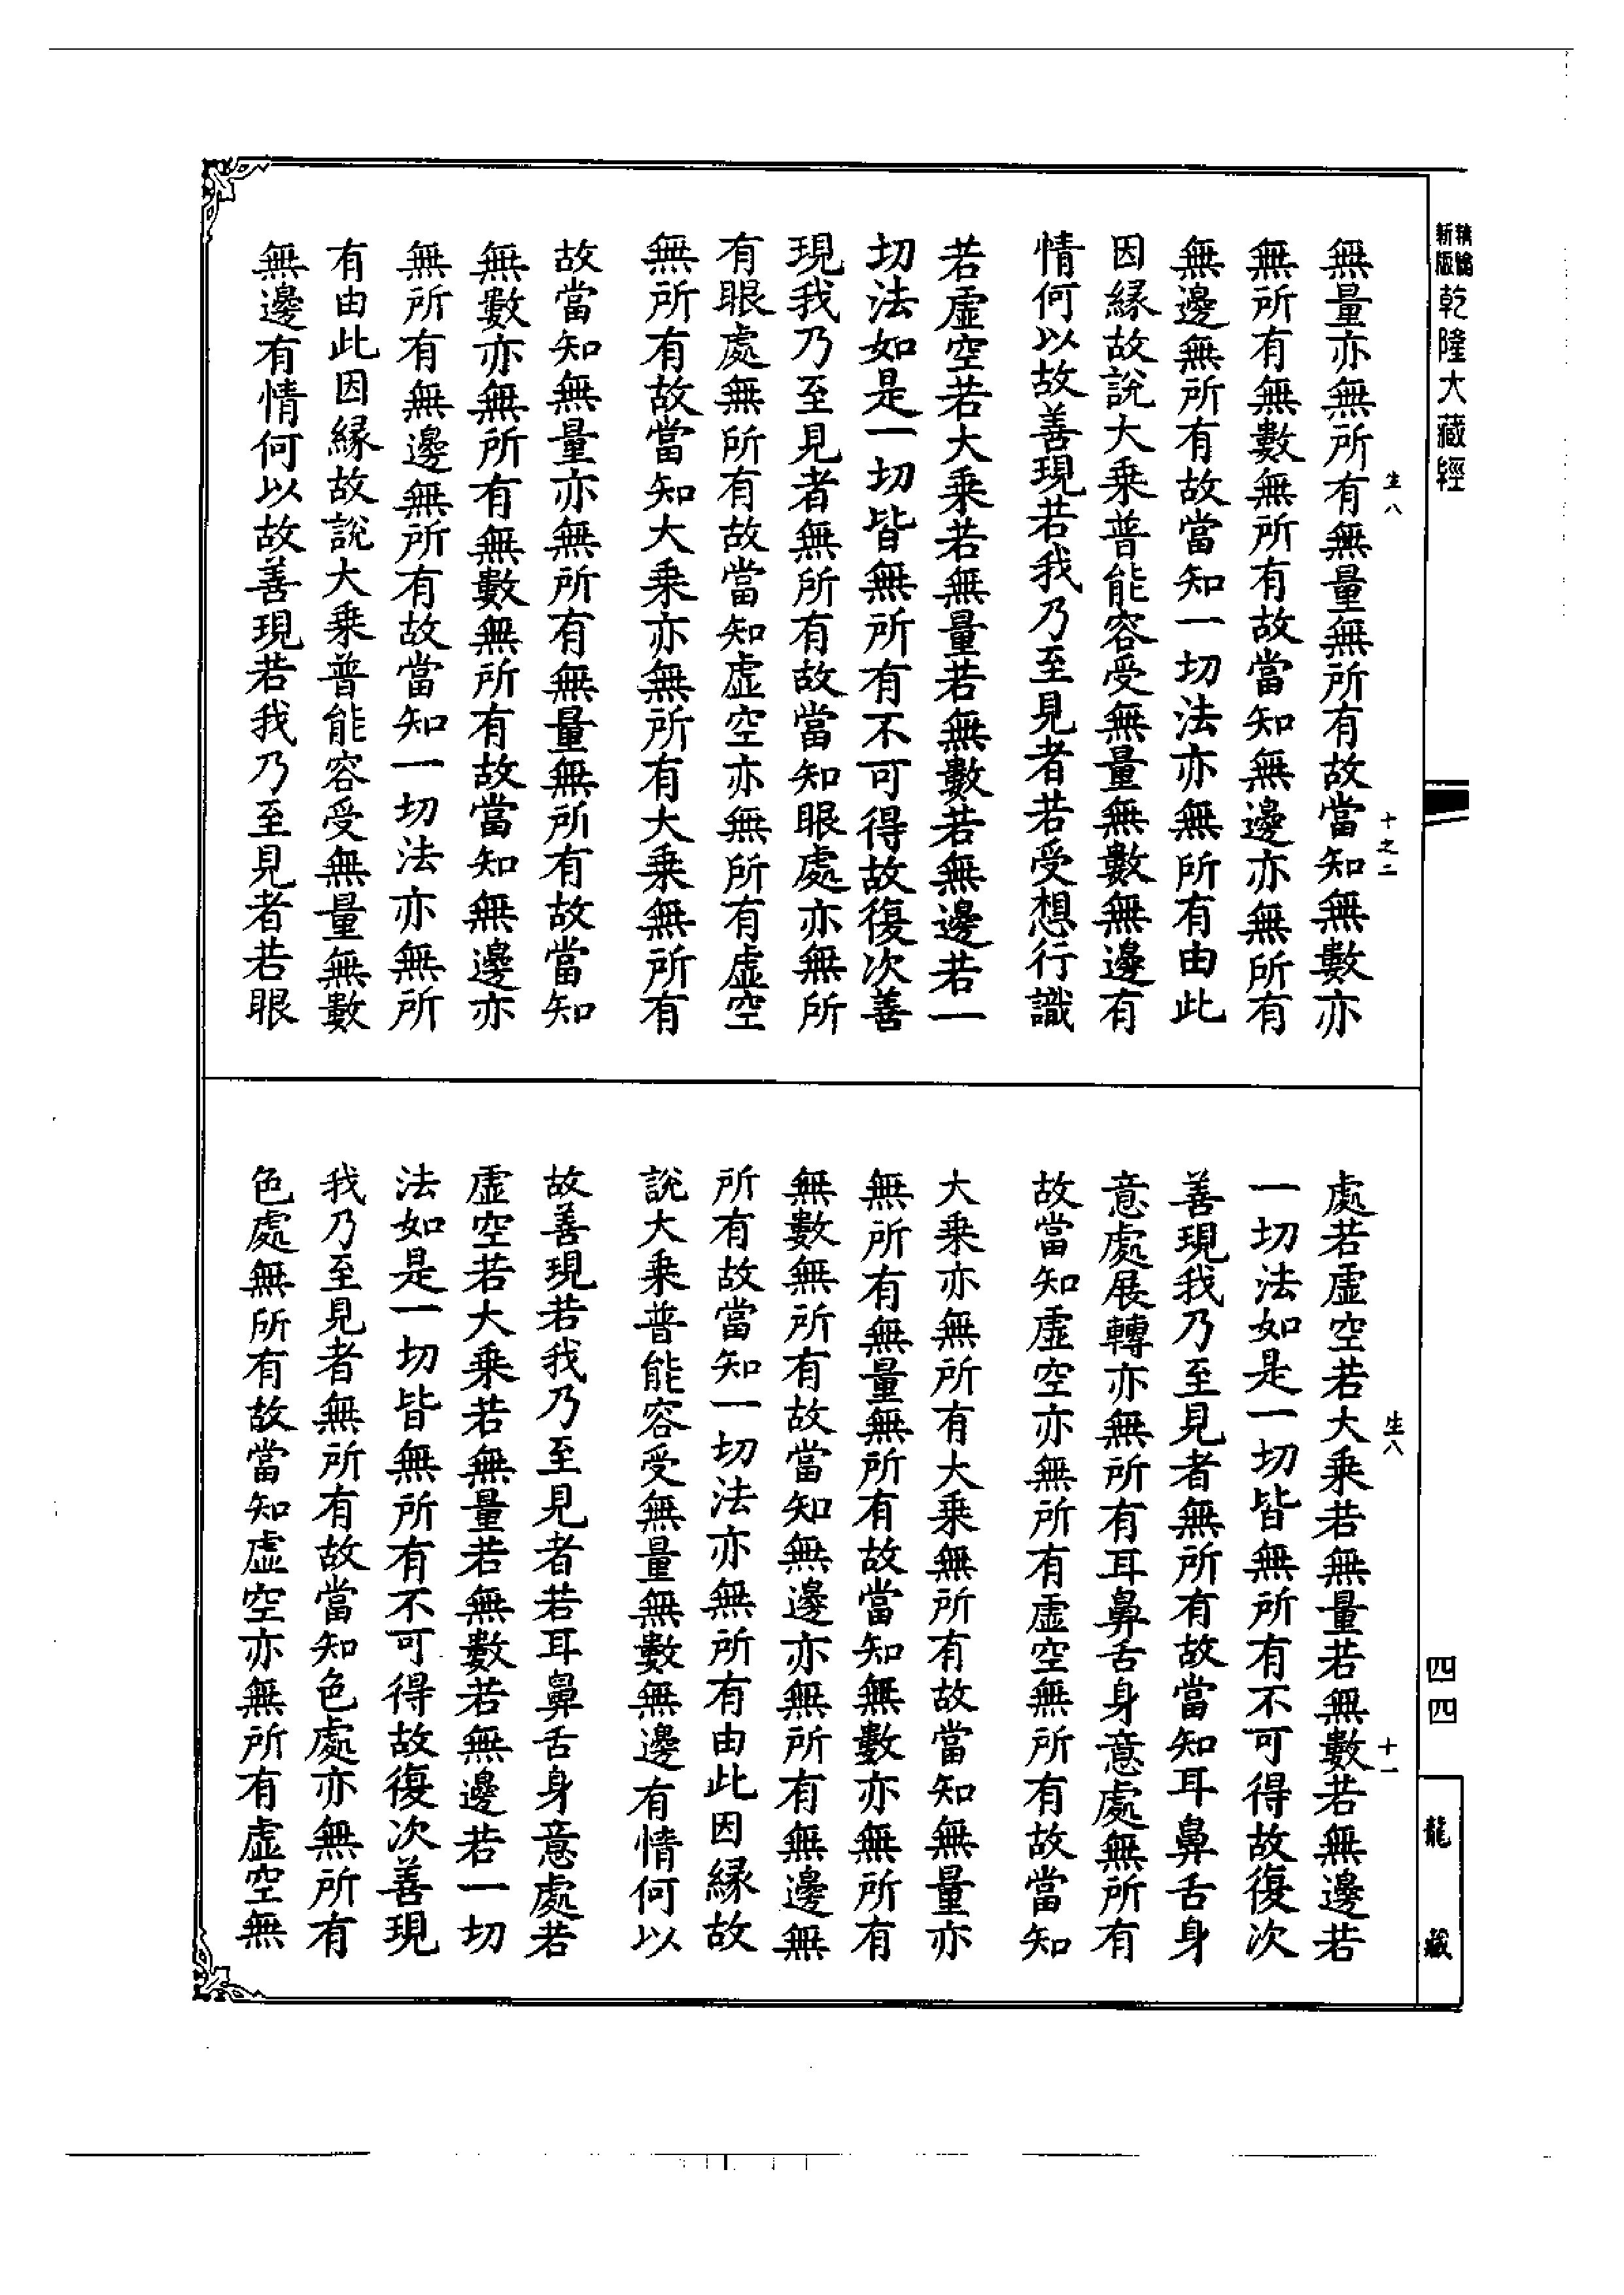 新版
乾隆大藏經
生八
十之二
無量亦無所有無量無所有故當知無數亦
無所有無數無所有故當知無邊亦無所有
無邊無所有故當知一切法亦無所有由此
因緣故說大乘普能容受無量無數無邊有
情何以故善現若我乃至見者若受想行識
若虛空若大乘若無量若無數若無邊若一
切法如是一切皆無所有不可得故復次善
現我乃至見者無所有故當知眼處亦無所
有眼處無所有故當知虛空亦無所有虛空
無所有故當知大乘亦無所有大乘無所有
故當知無量亦無所有無量無所有故當知
無數亦無所有無數無所有故當知無邊亦
無所有無邊無所有故當知一切法亦無所
有由此因緣故說大乘普能容受無量無數
無邊有情何以故善現若我乃至見者若眼
四四
龍藏
生八
十一
處若虛空若大乘若無量若無數若無邊若
一切法如是一切皆無所有不可得故復次
善現我乃至見者無所有故當知耳鼻舌身
意處展轉亦無所有耳鼻舌身意處無所有
故當知虛空亦無所有虛空無所有故當知
大乘亦無所有大乘無所有故當知無量亦
無所有無量無所有故當知無數亦無所有
無數無所有故當知無邊亦無所有無邊無
所有故當知一切法亦無所有由此因緣故
說大乘普能容受無量無數無邊有情何以
故善現若我乃至見者若耳鼻舌身意處若
虛空若大乘若無量若無數若無邊若一切
法如是一切皆無所有不可得故復次善現
我乃至見者無所有故當知色處亦無所有
色處無所有故當知虛空亦無所有虛空無